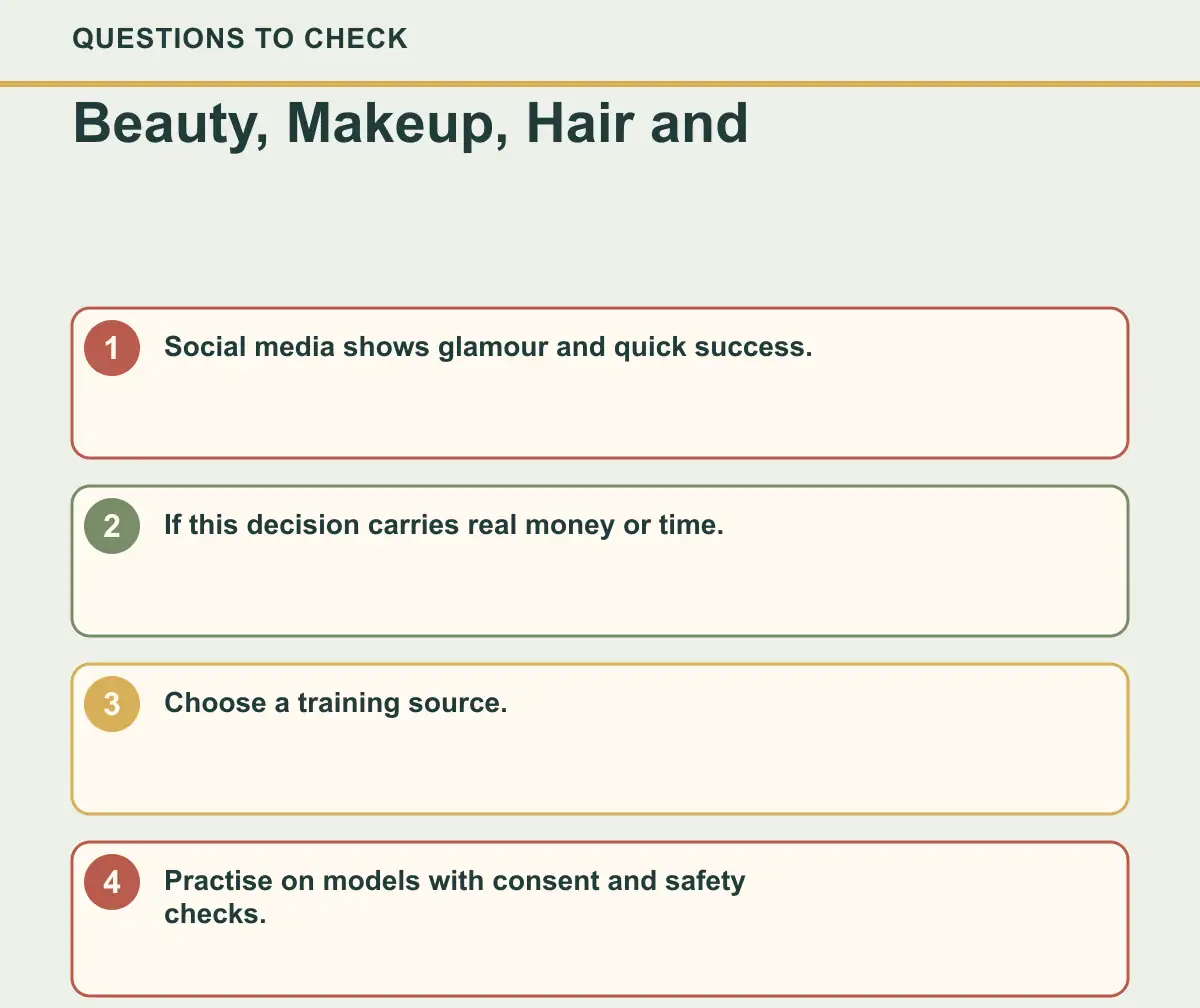 QUESTIONS TO CHECK
Beauty, Makeup, Hair and
1 Social media shows glamour and quick success.
2 If this decision carries real money or time.
3 Choose a training source.
4 Practise on models with consent and safety
checks.